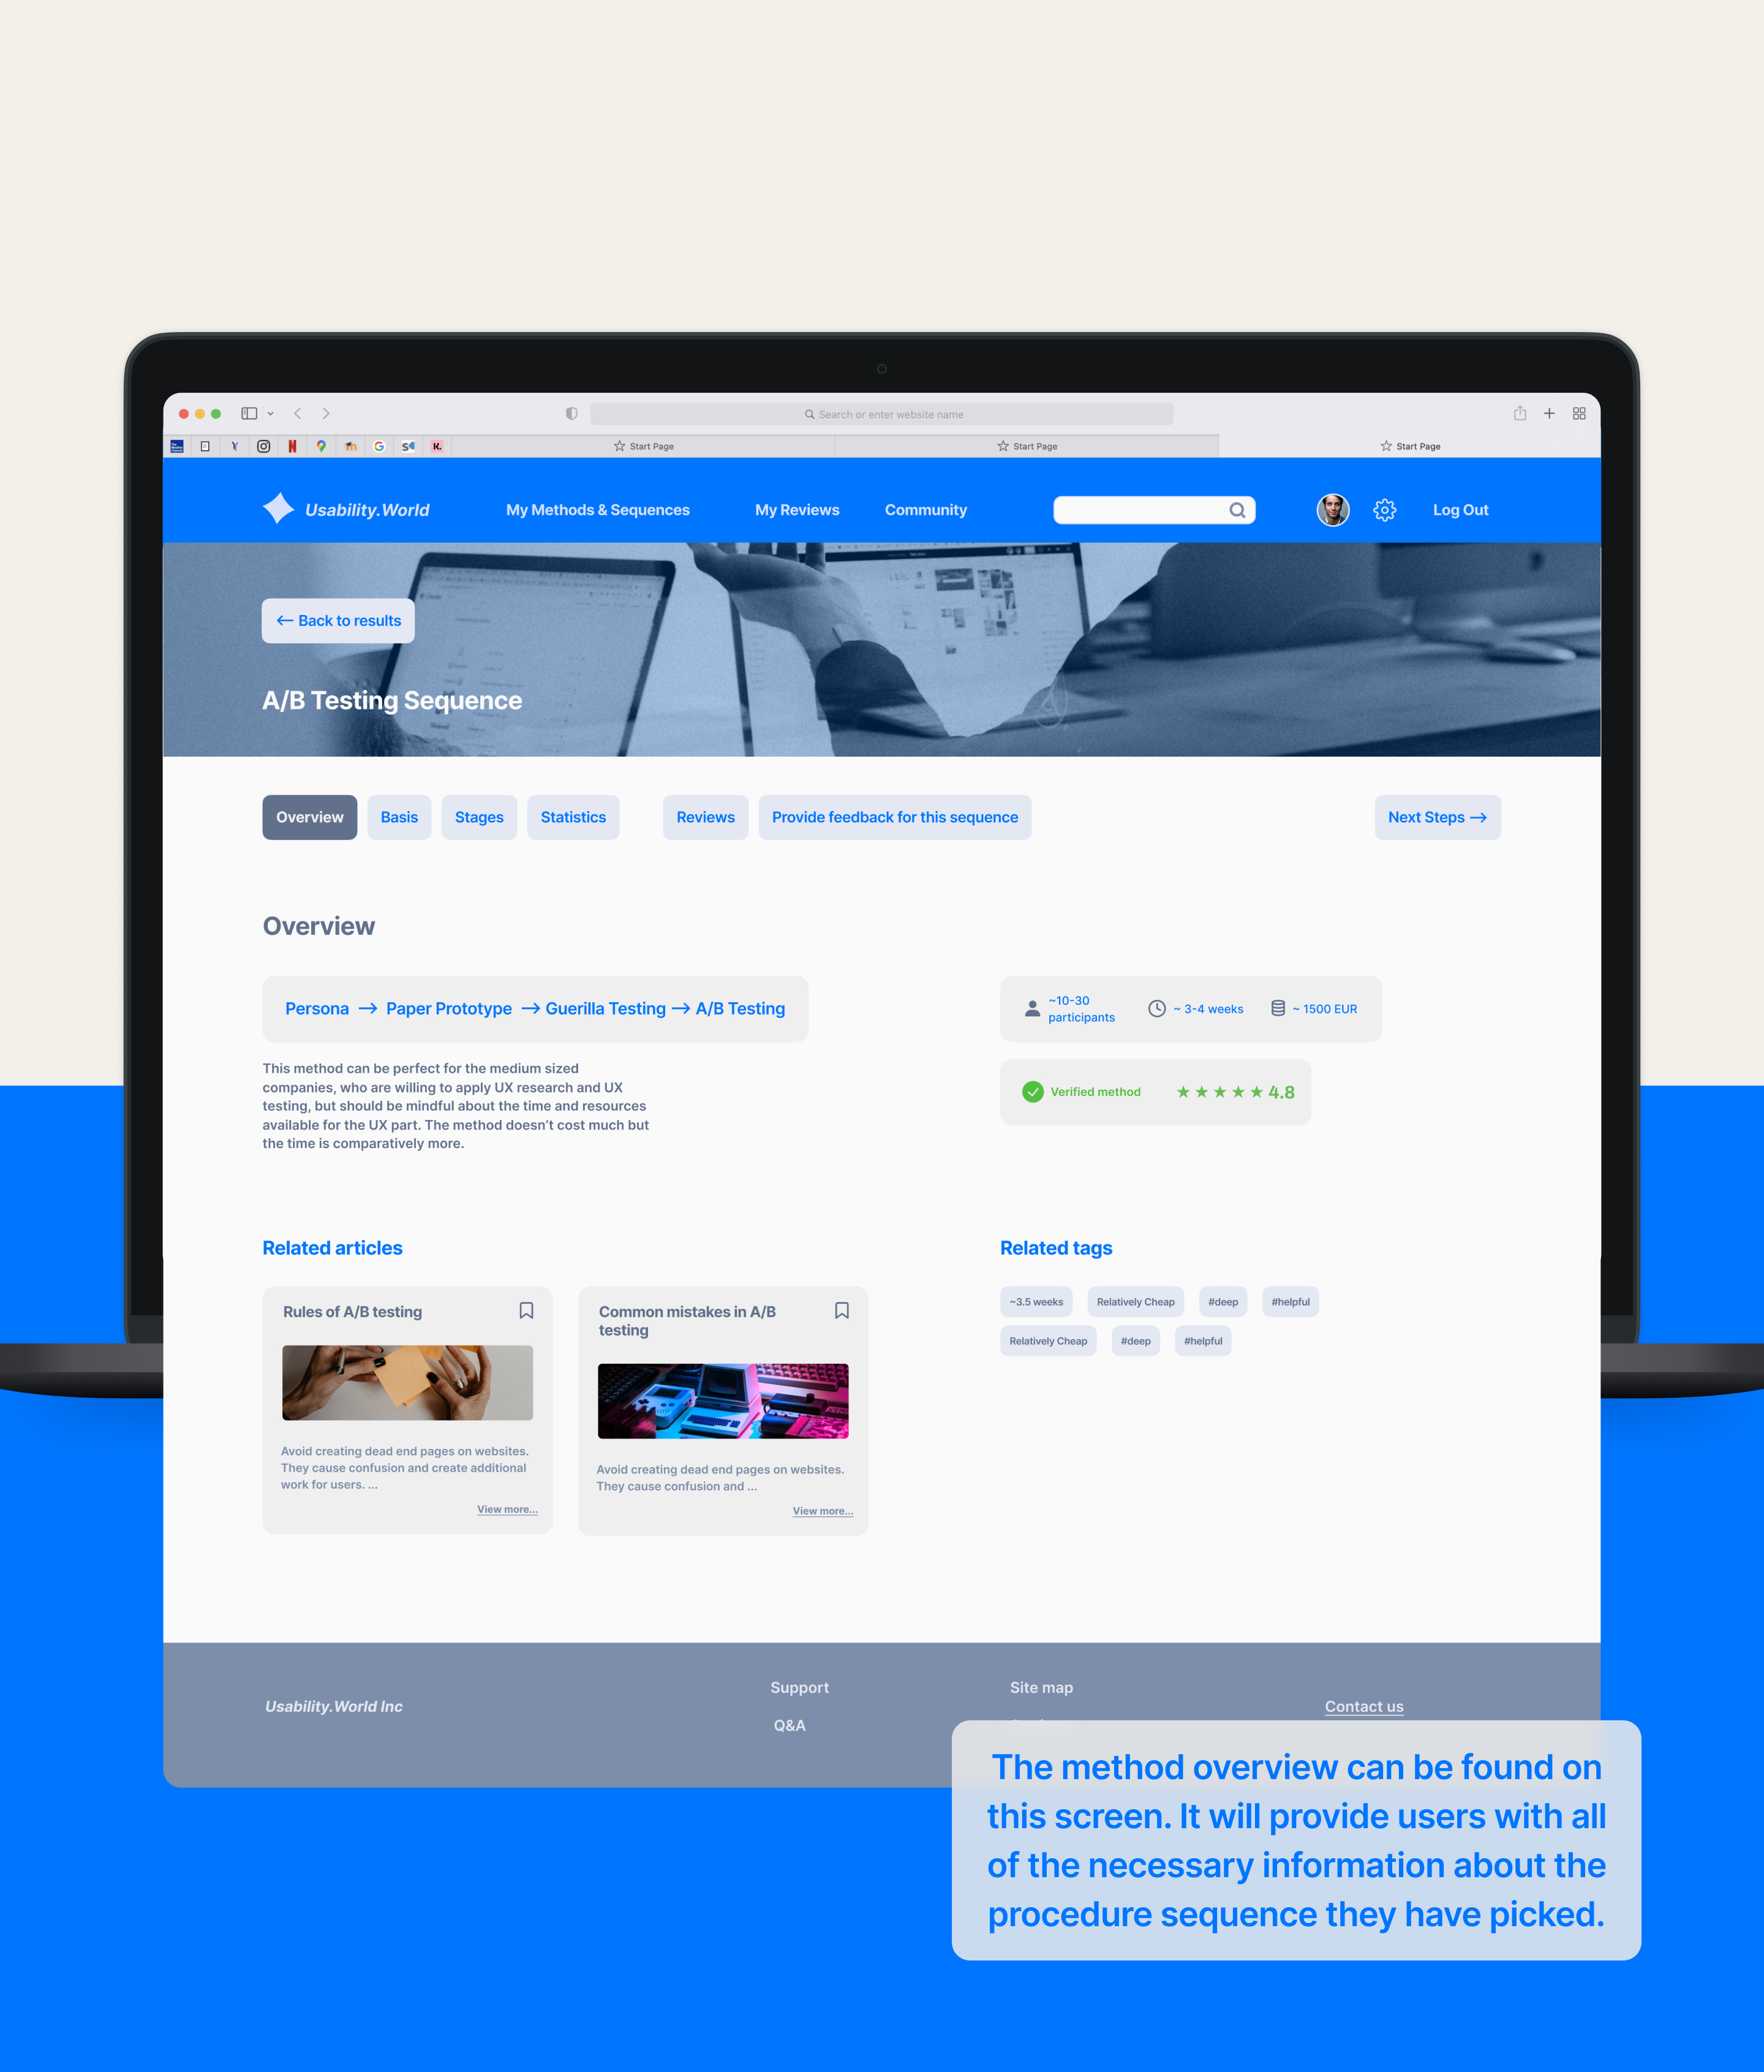 Search or enter website name
K.
Start Page
Start Page
Start Page
Usability.World
My Methods & Sequences
My Reviews
Community
Log Out
← Back to results
A/B Testing Sequence
Overview
Basis
Stages
Statistics
Reviews
Provide feedback for this sequence
Next Steps →
Overview
Persona → Paper Prototype → Guerilla Testing → A/B Testing
~10-30
participants
~ 3-4 weeks
~ 1500 EUR
This method can be perfect for the medium sized
companies, who are willing to apply UX research and UX
testing, but should be mindful about the time and resources
available for the UX part. The method doesn't cost much but
the time is comparatively more.
Verified method
★ ★ ★ ★ ★ 4.8
Related articles
Rules of A/B testing
Avoid creating dead end pages on websites.
They cause confusion and create additional
work for users. ...
View more...
Common mistakes in A/B
testing
Avoid creating dead end pages on websites.
They cause confusion and ...
View more...
Related tags
~3.5 weeks
Relatively Cheap
#deep
#helpful
Relatively Cheap
#deep
#helpful
Usability.World Inc
Support
Q&A
Site map
Contact us
The method overview can be found on
this screen. It will provide users with all
of the necessary information about the
procedure sequence they have picked.